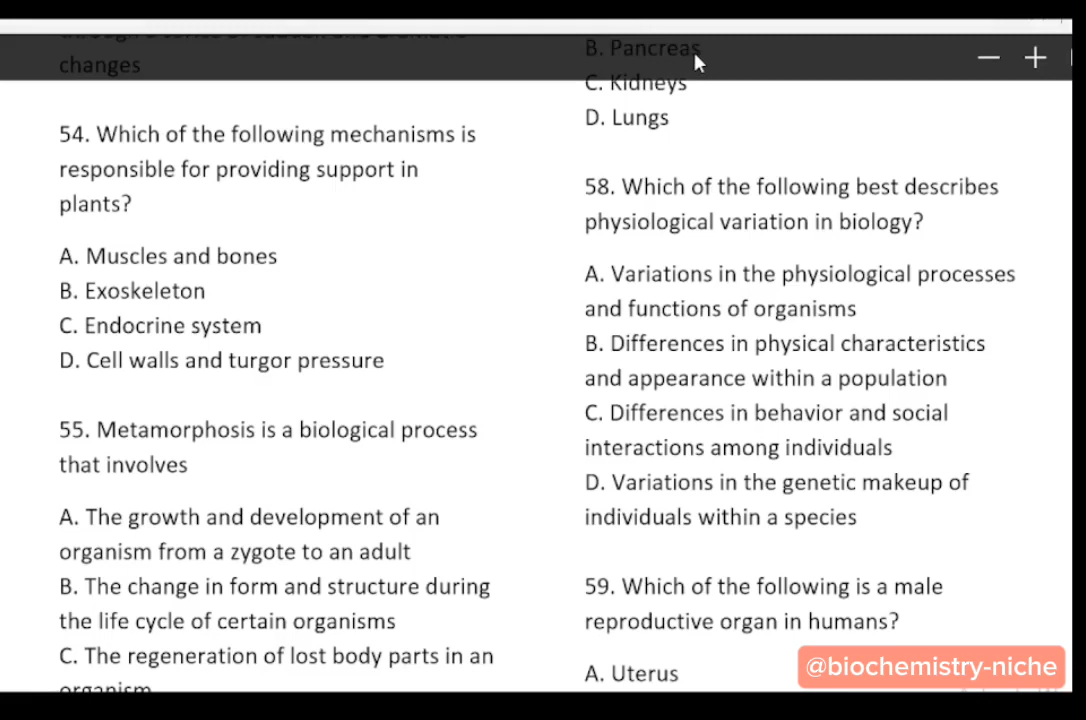 changes
54. Which of the following mechanisms is
responsible for providing support in
plants?
A. Muscles and bones
B. Exoskeleton
C. Endocrine system
D. Cell walls and turgor pressure
55. Metamorphosis is a biological process
that involves
A. The growth and development of an
organism from a zygote to an adult
B. The change in form and structure during
the life cycle of certain organisms
C. The regeneration of lost body parts in an
organism
B. Pancreas
C. Kidneys
D. Lungs
58. Which of the following best describes
physiological variation in biology?
A. Variations in the physiological processes
and functions of organisms
B. Differences in physical characteristics
and appearance within a population
C. Differences in behavior and social
interactions among individuals
D. Variations in the genetic makeup of
individuals within a species
59. Which of the following is a male
reproductive organ in humans?
A. Uterus
@biochemistry-niche